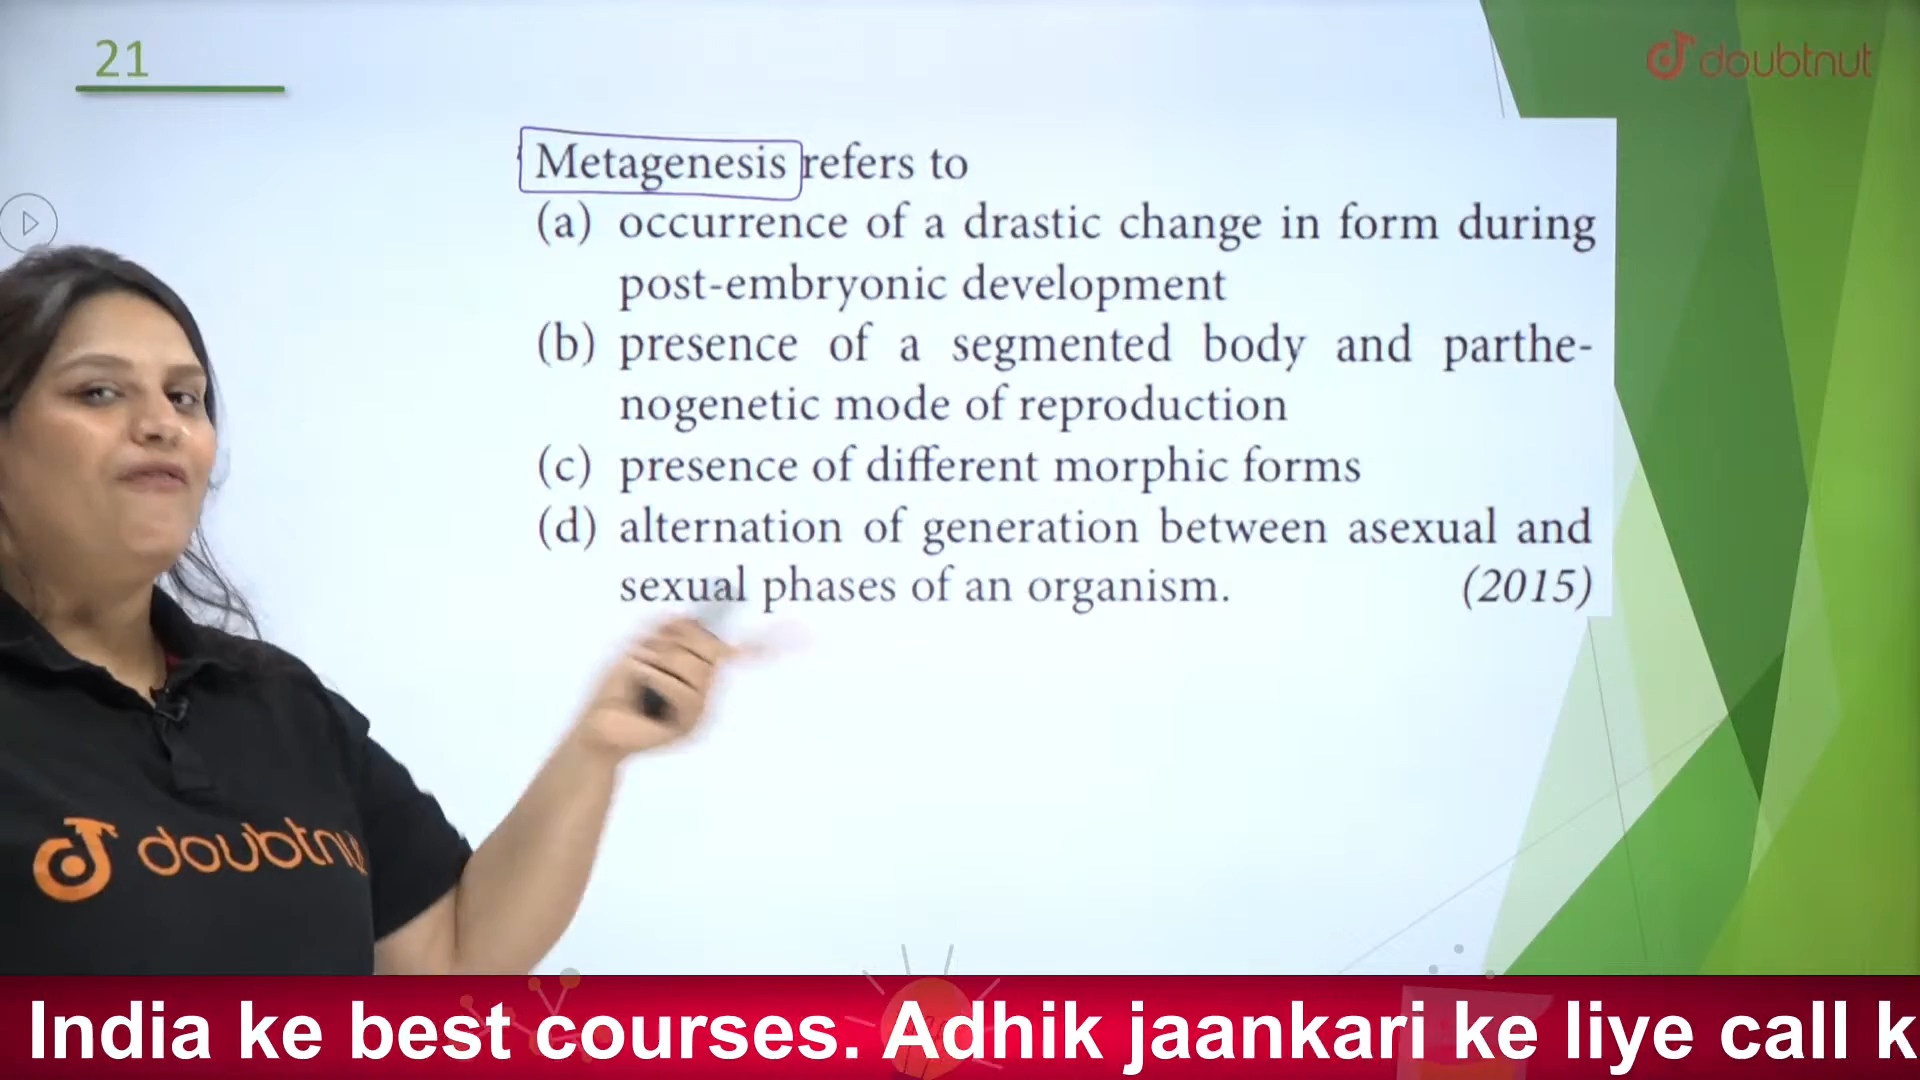 21
doubtnut
Metagenesis refers to
(a) occurrence of a drastic change in form during
post-embryonic development
(b) presence of a segmented body and parthe-
nogenetic mode of reproduction
(c) presence of different morphic forms
(d) alternation of generation between asexual and
sexual phases of an organism. (2015)
doubtnu
India ke best courses. Adhik jaankari ke liye call k